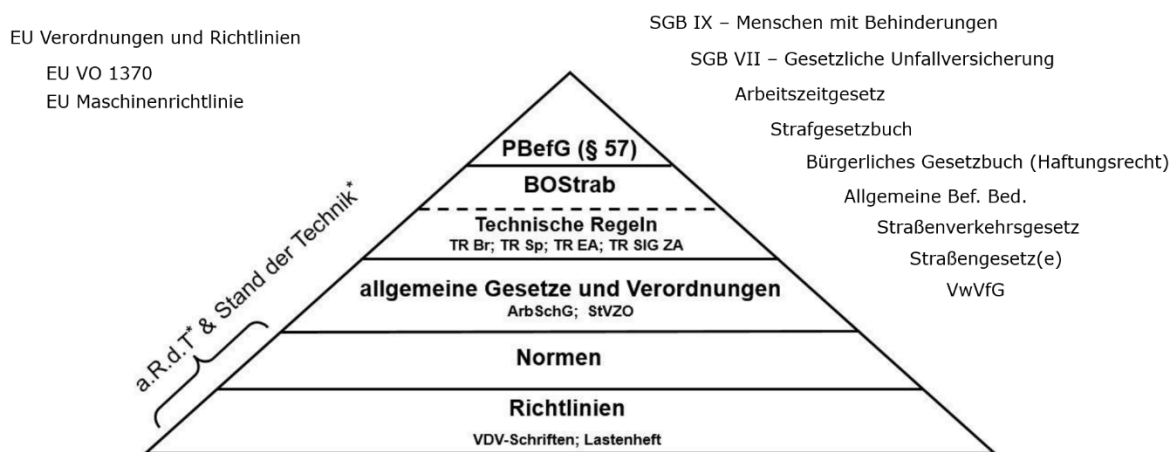 EU Verordnungen und Richtlinien
EU VO 1370
EU Maschinenrichtlinie
SGB IX – Menschen mit Behinderungen
SGB VII – Gesetzliche Unfallversicherung
Arbeitszeitgesetz
Strafgesetzbuch
Bürgerliches Gesetzbuch (Haftungsrecht)
Allgemeine Bef. Bed.
Straßenverkehrsgesetz
Straßengesetz(e)
VwVfG
PBefG (§ 57)
BOStrab
Technische Regeln
TR Br; TR Sp; TR EA; TR SIG ZA
allgemeine Gesetze und Verordnungen
ArbSchG; StVZO
Normen
Richtlinien
VDV-Schriften; Lastenheft
a.R.d.T* & Stand der Technik*